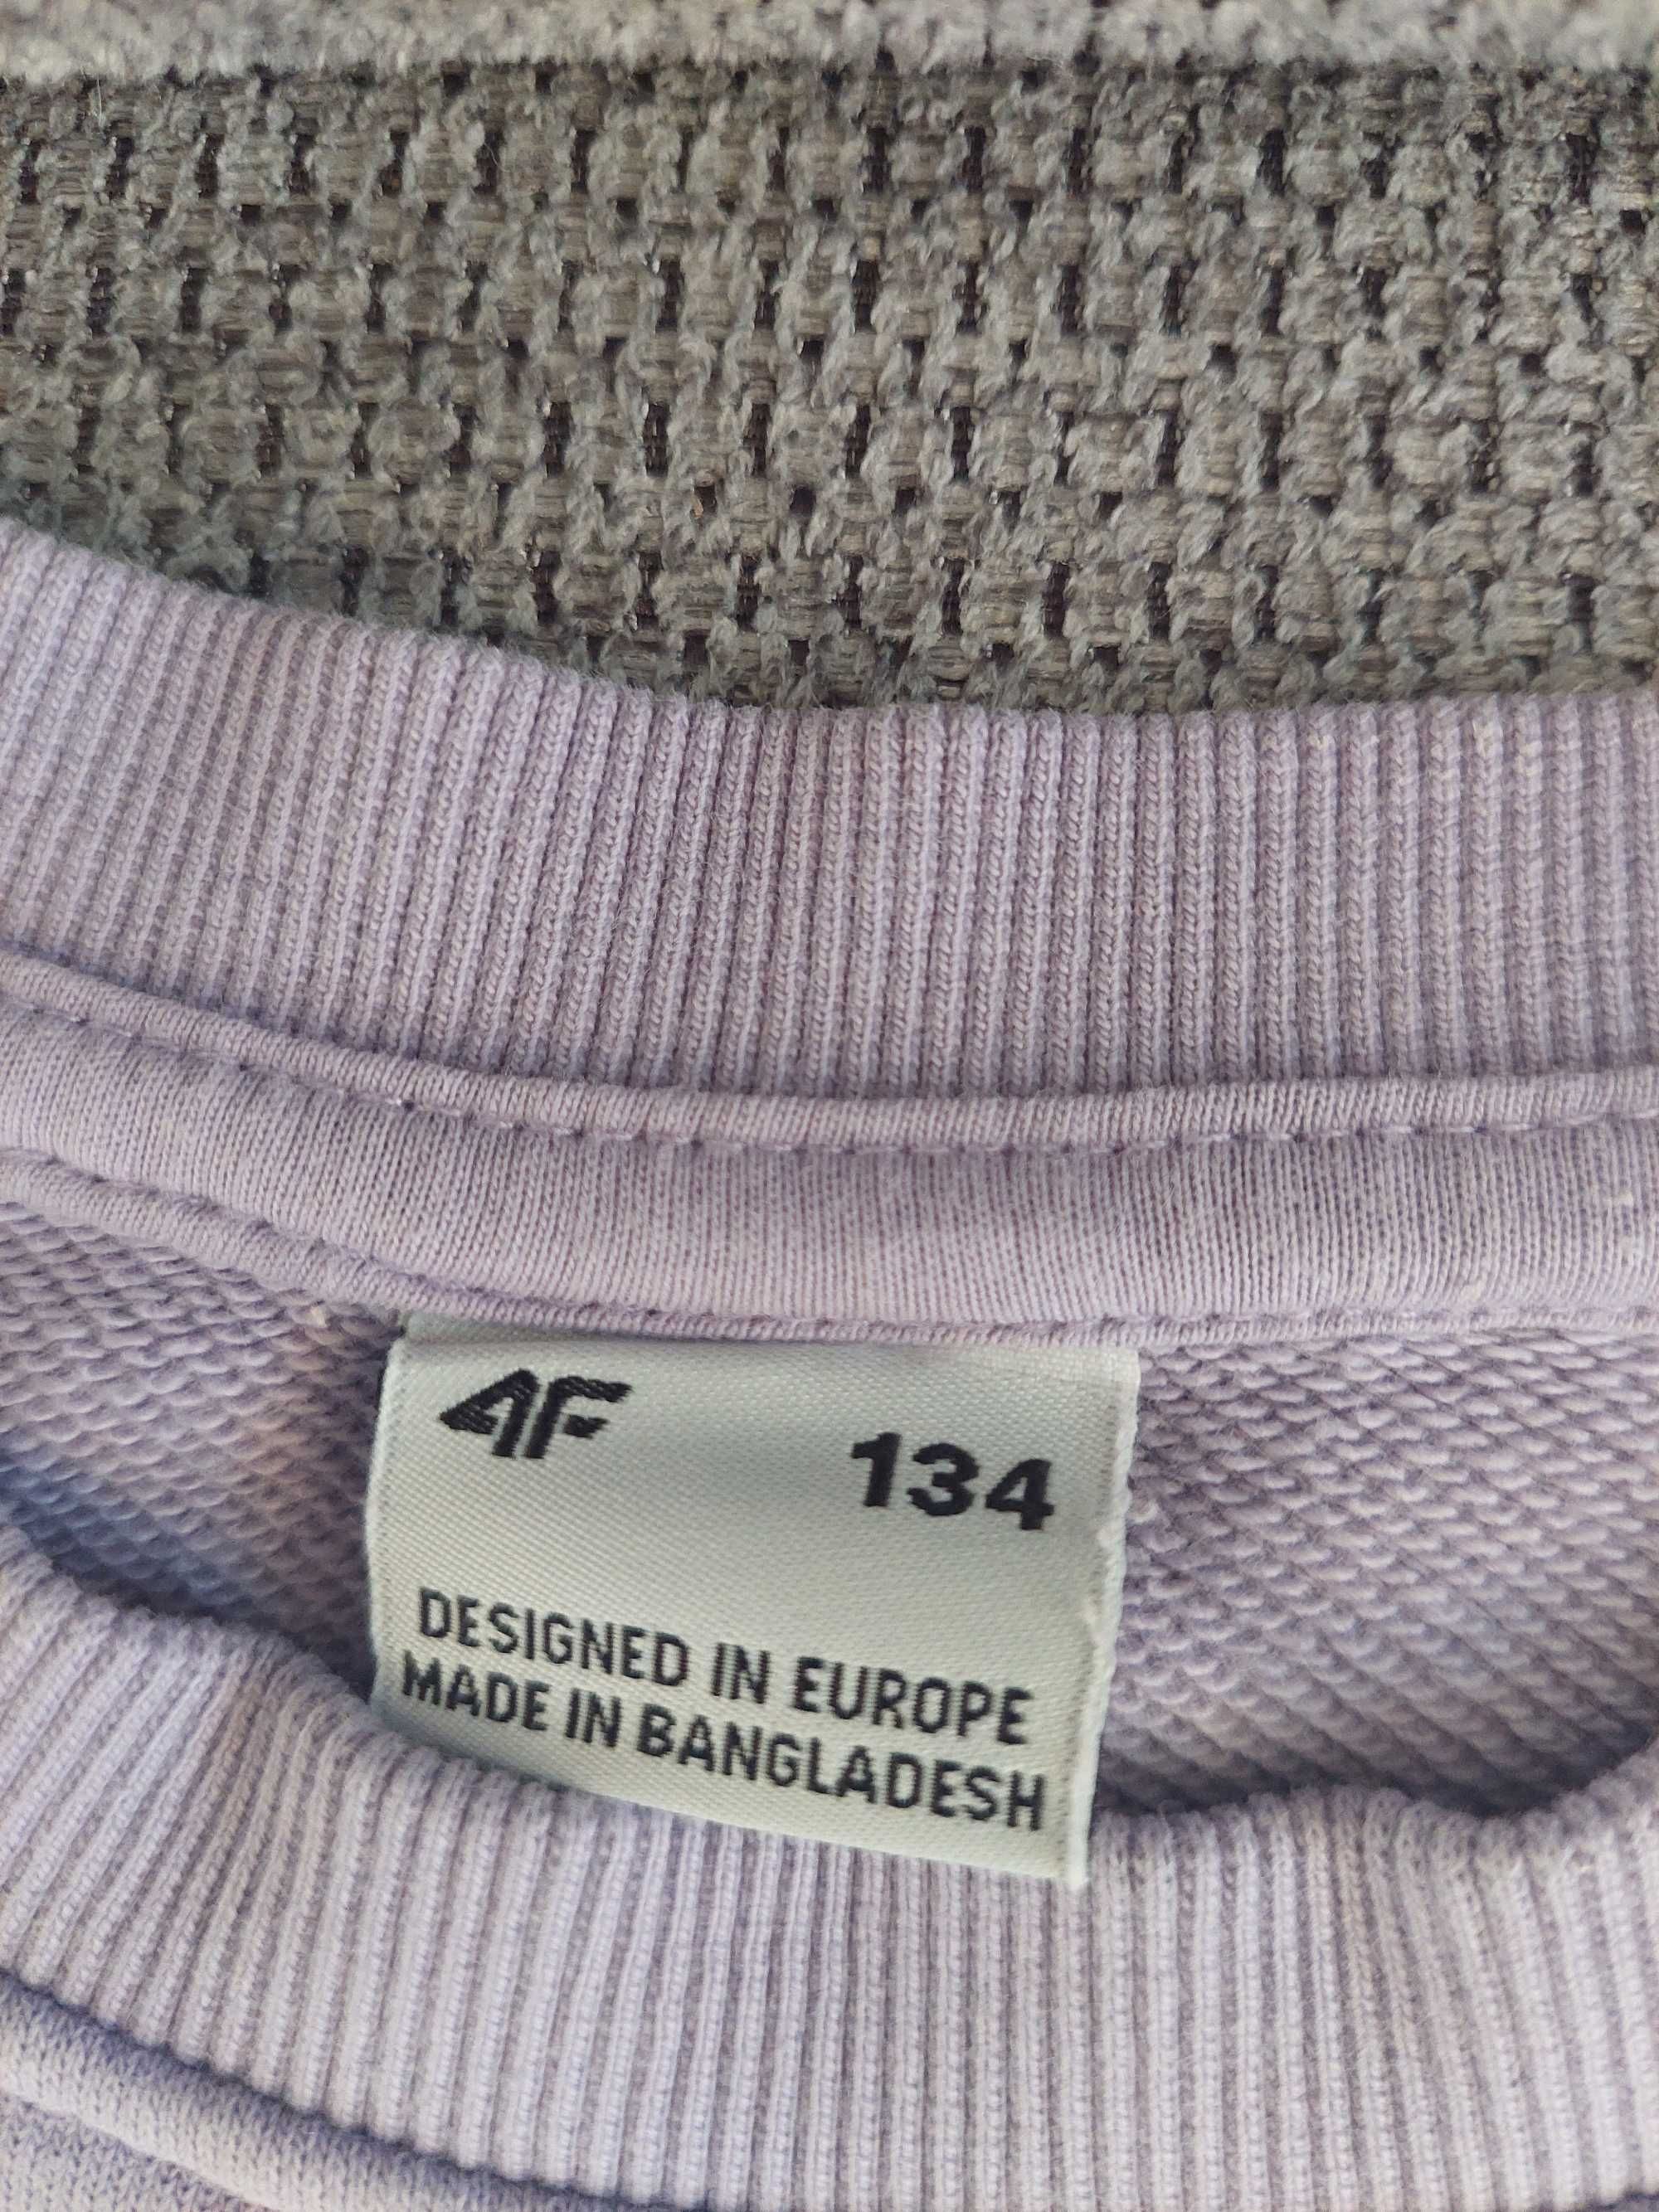 4F
134
DESIGNED IN EUROPE
MADE IN BANGLADESH